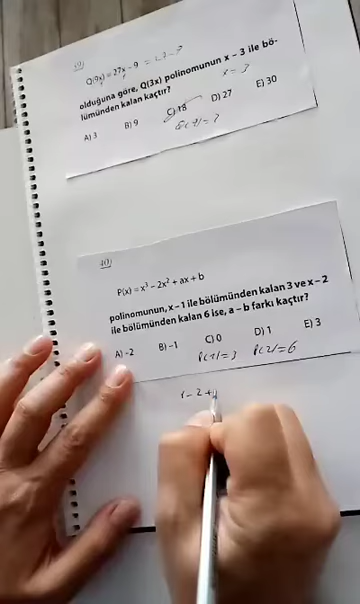 Q(9x) = 27x - 9
olduğuna göre, Q(3x) polinomunun x - 3 ile bö-
x = 3
lümünden kalan kaçtır?
A) 3 B) 9 C) 18 D) 27 E) 30
P(x) = x³ - 2x² + ax + b
polinomunun, x - 1 ile bölümünden kalan 3 ve x - 2
ile bölümünden kalan 6 ise, a - b farkı kaçtır?
A) -2 B) -1 C) 0 D) 1 E) 3
P(1) = 3 P(2) = 6
1 - 2 +